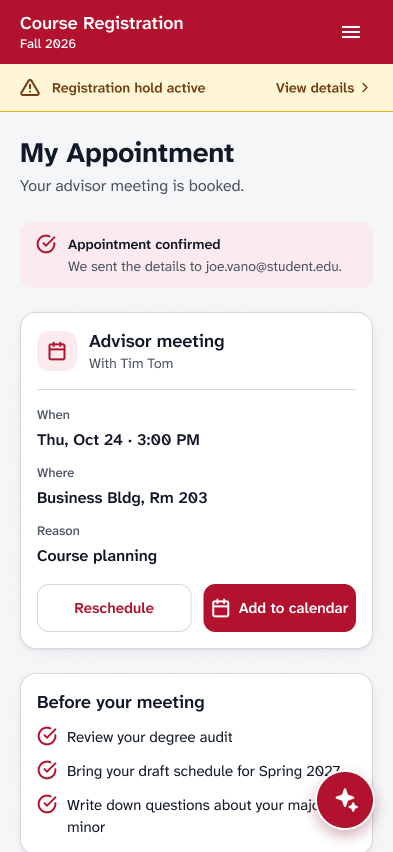 Course Registration
Fall 2026
Registration hold active
View details
My Appointment
Your advisor meeting is booked.
Appointment confirmed
We sent the details to joe.vano@student.edu.
Advisor meeting
With Tim Tom
When
Thu, Oct 24 · 3:00 PM
Where
Business Bldg, Rm 203
Reason
Course planning
Reschedule
Add to calendar
Before your meeting
Review your degree audit
Bring your draft schedule for Spring 2027
Write down questions about your
minor